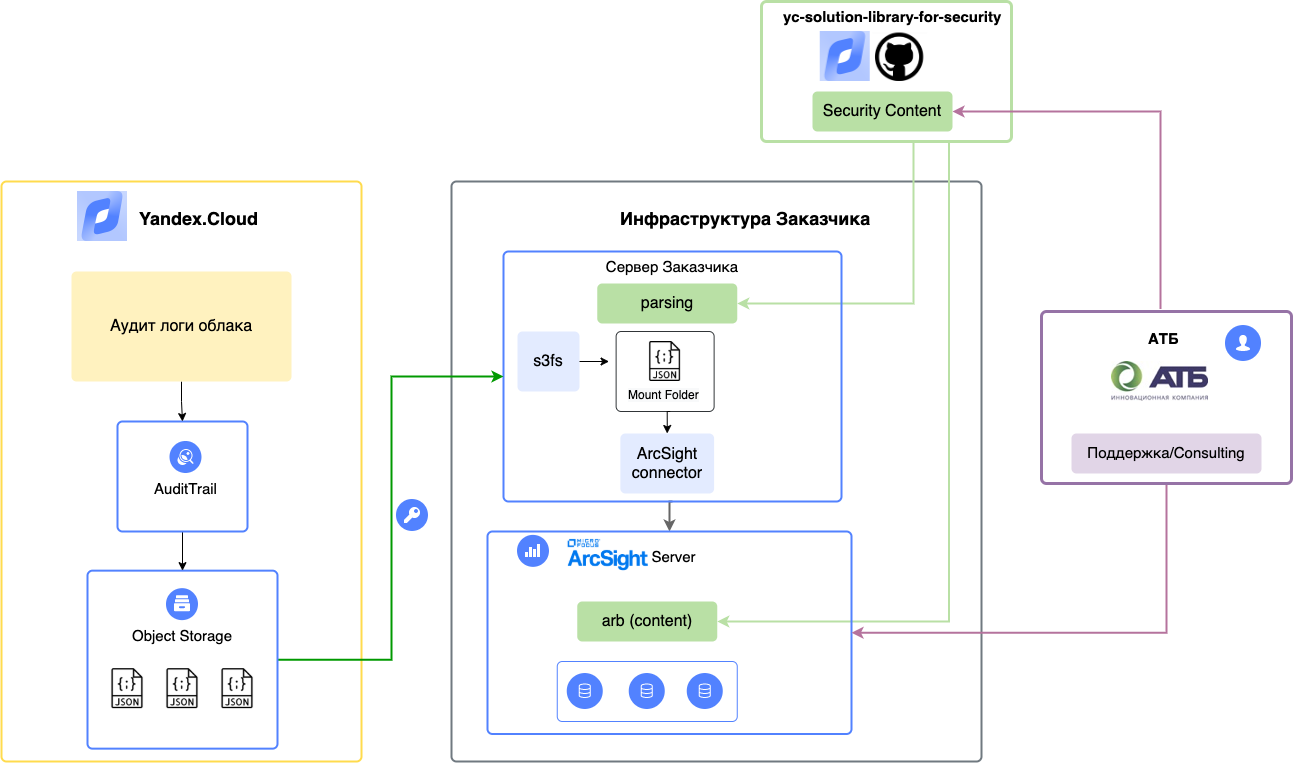 yc-solution-library-for-security
Security Content
Yandex.Cloud
Аудит логи облака
AuditTrail
Object Storage
{;}
JSON
{;}
JSON
{;}
JSON
Инфраструктура Заказчика
Сервер Заказчика
parsing
s3fs
{;}
JSON
Mount Folder
ArcSight
connector
MICRO
FOCUS
ArcSight Server
arb (content)
АТБ
АТБ
ИННОВАЦИОННАЯ КОМПАНИЯ
Поддержка/Consulting